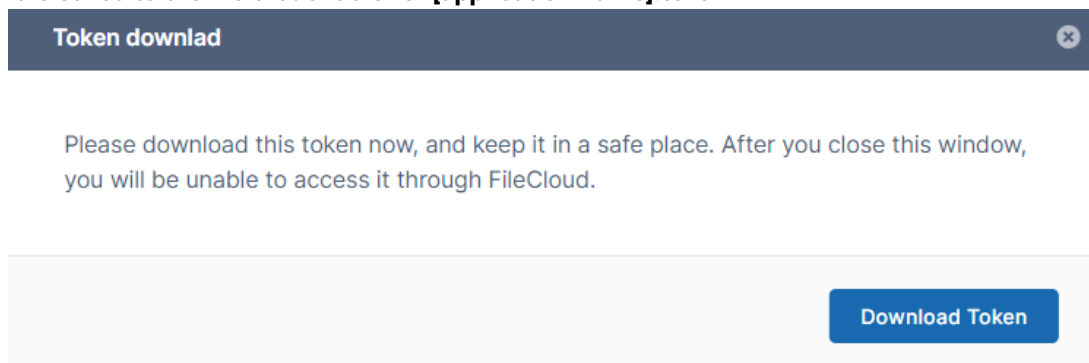 Token downlad
Please download this token now, and keep it in a safe place. After you close this window,
you will be unable to access it through FileCloud.
Download Token